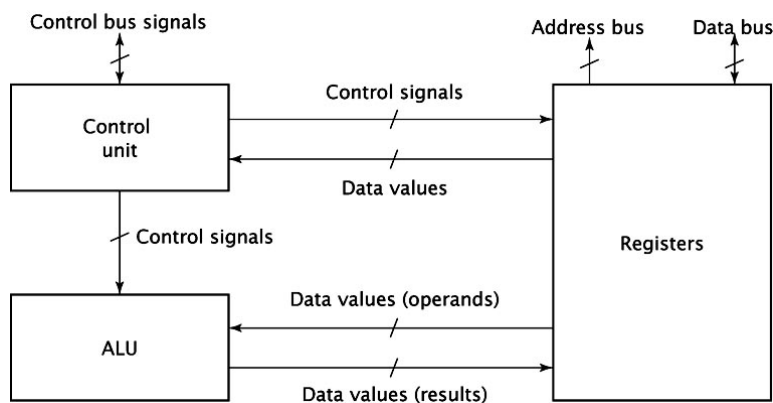 Control bus signals
Address bus
Data bus
Control signals
Control
unit
Data values
Control signals
Registers
Data values (operands)
ALU
Data values (results)